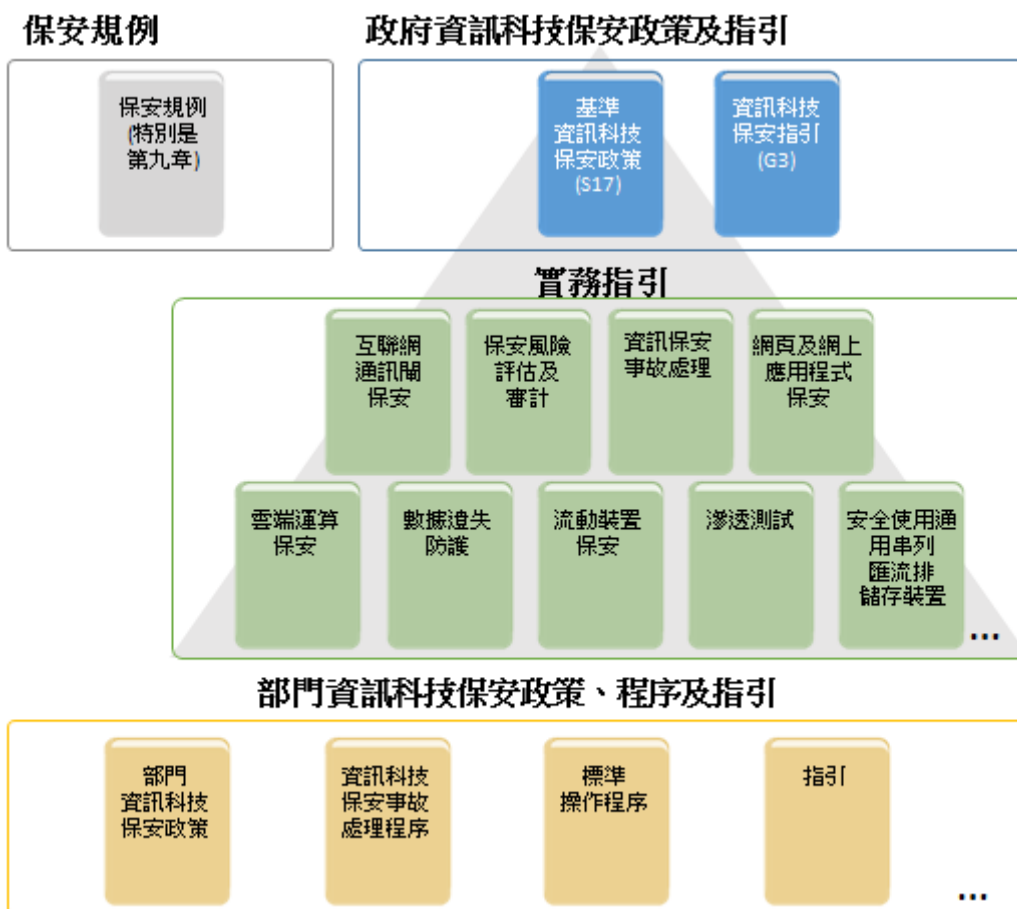 保安規例
政府資訊科技保安政策及指引
保安規例
(特別是
第九章)
基準
資訊科技
保安政策
(S17)
資訊科技
保安指引
(G3)
實務指引
互聯網
通訊閘
保安
保安風險
評估及
審計
資訊保安
事故處理
網頁及網上
應用程式
保安
雲端運算
保安
數據遺失
防護
流動裝置
保安
滲透測試
安全使用通
用串列
匯流排
儲存裝置
...
部門資訊科技保安政策、程序及指引
部門
資訊科技
保安政策
資訊科技
保安事故
處理程序
標準
操作程序
指引
...